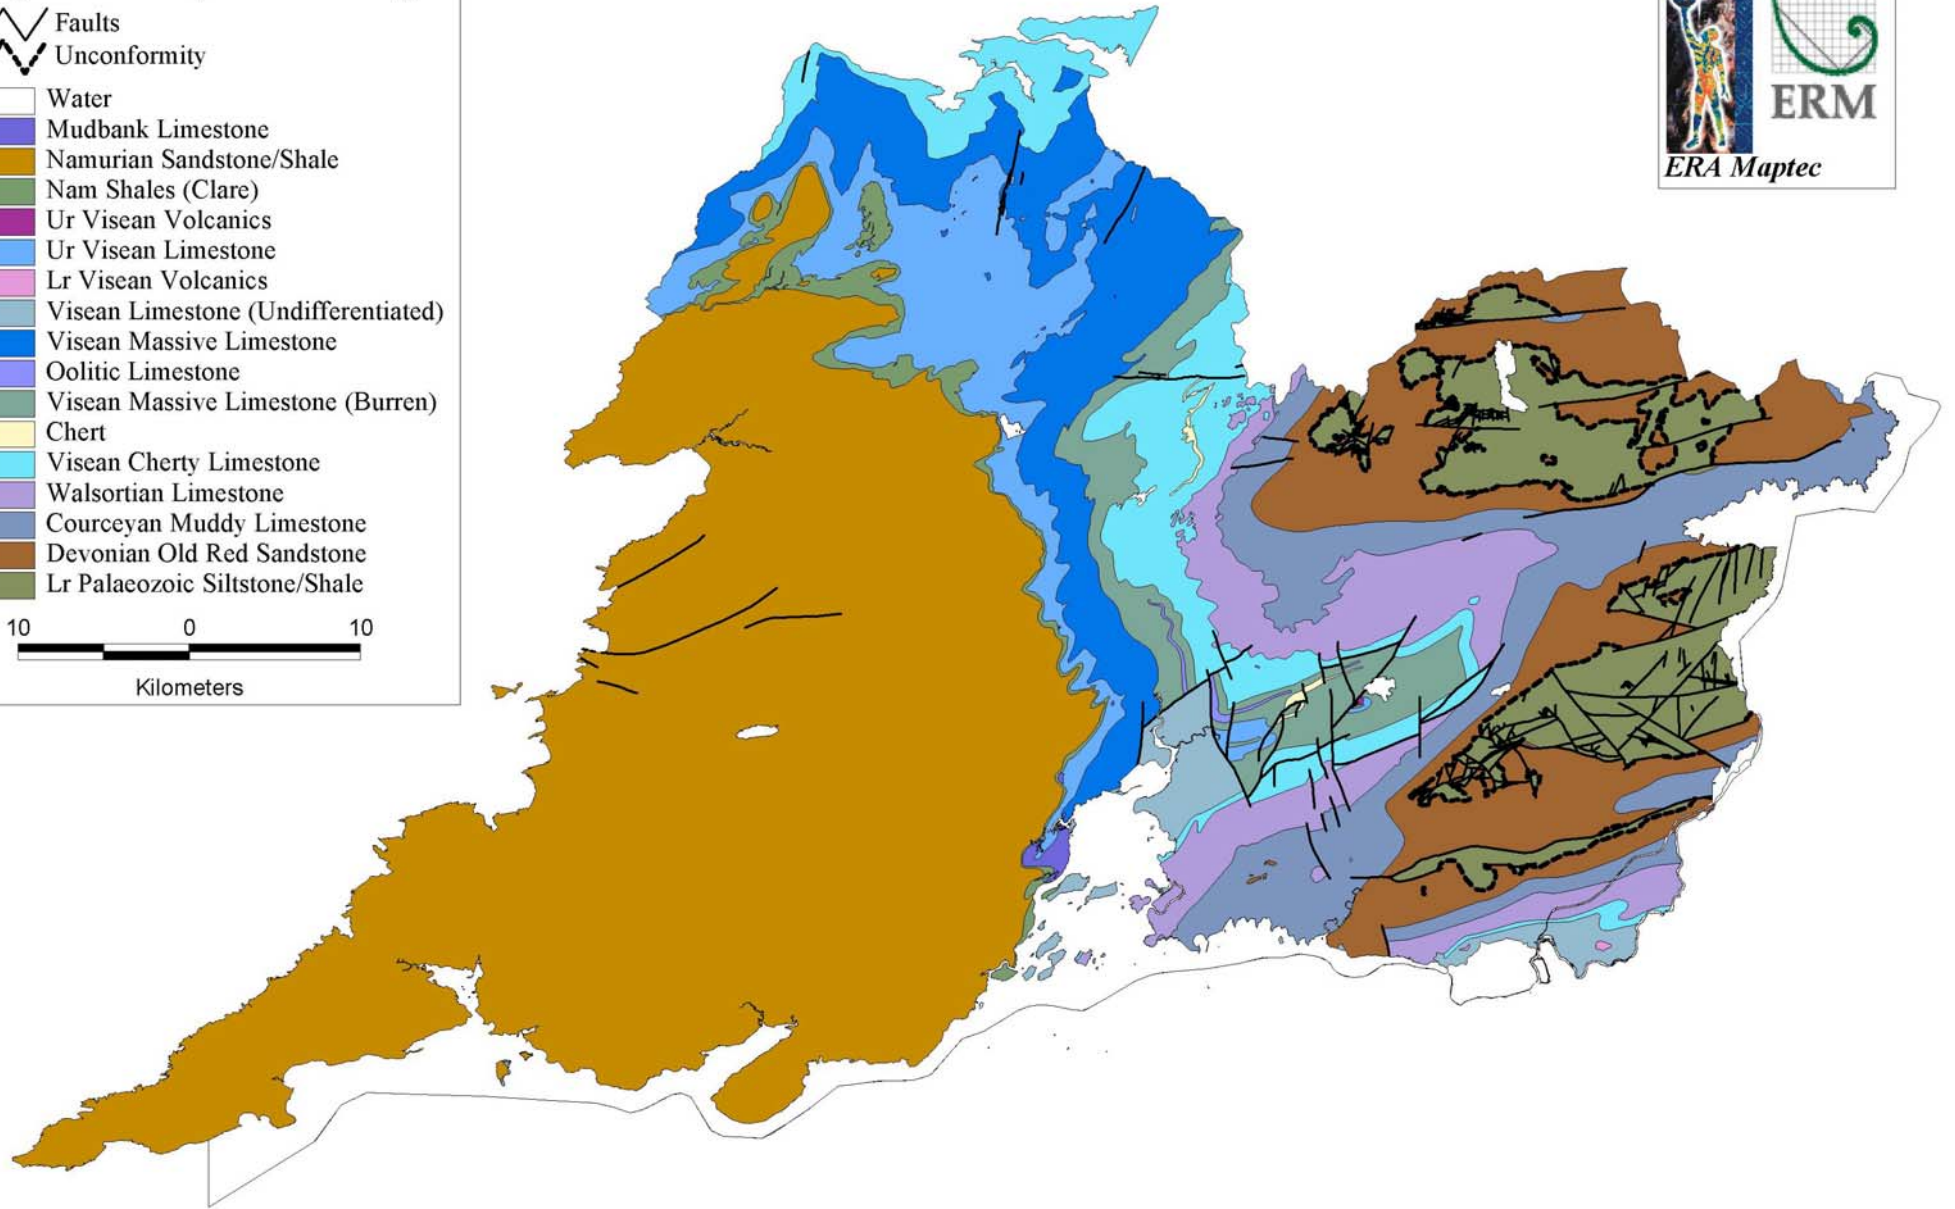 Faults
Unconformity
Water
Mudbank Limestone
Namurian Sandstone/Shale
Nam Shales (Clare)
Ur Visean Volcanics
Ur Visean Limestone
Lr Visean Volcanics
Visean Limestone (Undifferentiated)
Visean Massive Limestone
Oolitic Limestone
Visean Massive Limestone (Burren)
Chert
Visean Cherty Limestone
Walsortian Limestone
Courceyan Muddy Limestone
Devonian Old Red Sandstone
Lr Palaeozoic Siltstone/Shale
10 0 10
Kilometers
ERM
ERA Maptec